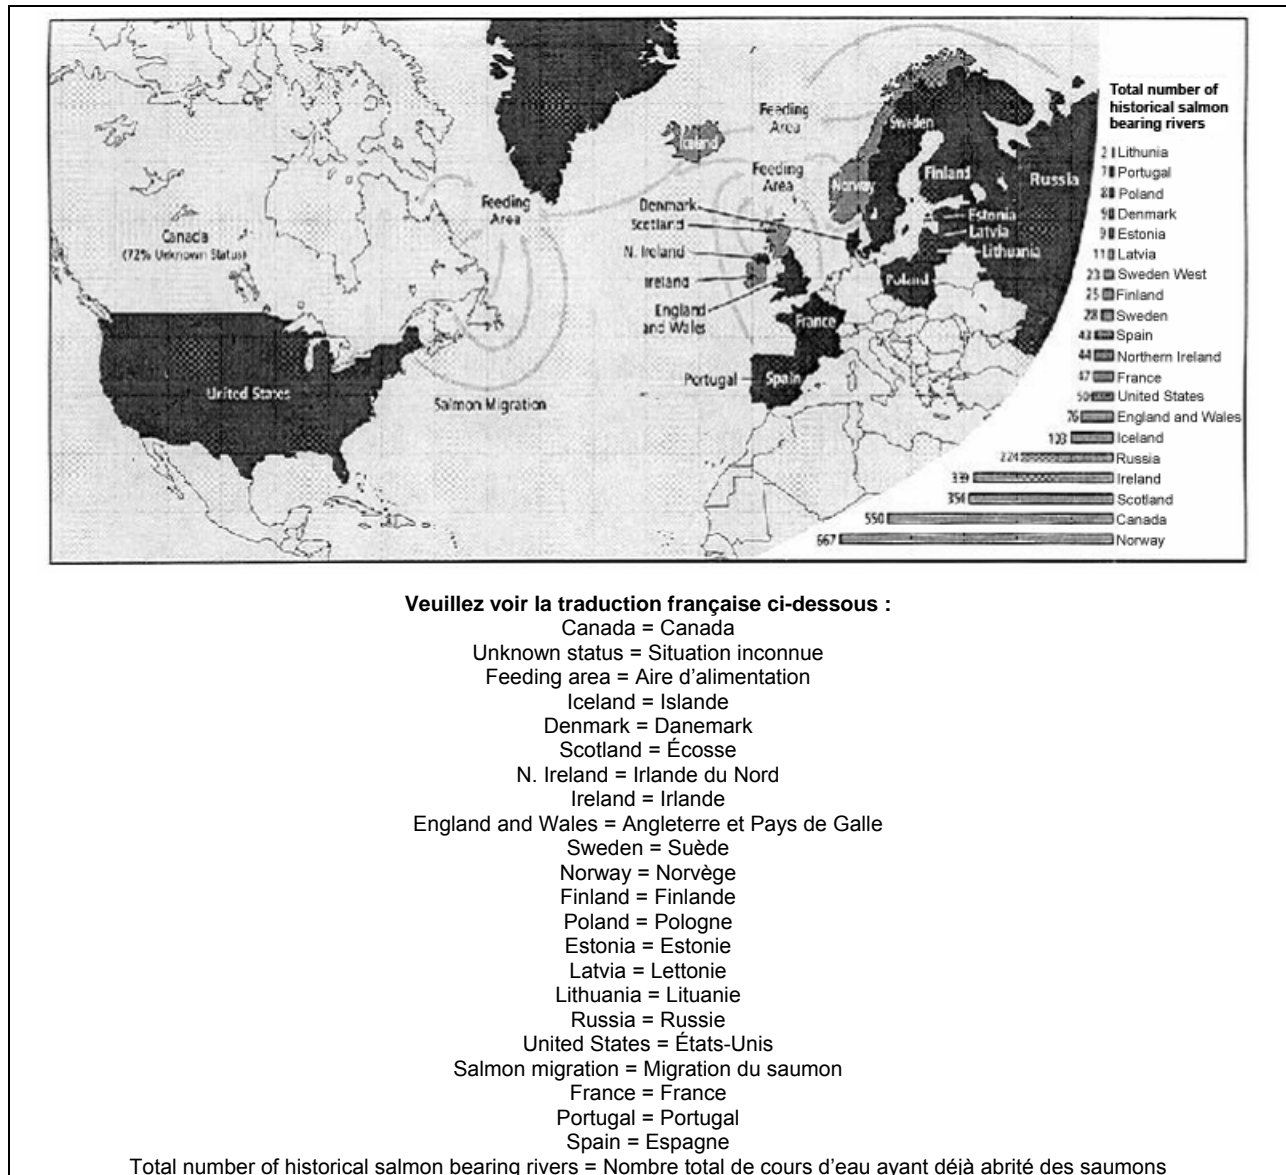 Total number of
historical salmon
bearing rivers
Feeding
Area
Sweden
Iceland
2 Lithunia
7 Portugal
8 Poland
9 Denmark
9 Estonia
11 Latvia
23 Sweden West
25 Finland
28 Sweden
43 Spain
44 Northern Ireland
47 France
50 United States
76 England and Wales
103 Iceland
224 Russia
339 Ireland
354 Scotland
550 Canada
667 Norway
Feeding
Area
Finland
Russia
Norway
Feeding
Area
Denmark
Scotland
Estonia
Latvia
Lithuania
Canada
(72% Unknown Status)
N. Ireland
Ireland
Poland
England
and Wales
France
United States
Portugal
Spain
Salmon Migration
Veuillez voir la traduction française ci-dessous :
Canada = Canada
Unknown status = Situation inconnue
Feeding area = Aire d’alimentation
Iceland = Islande
Denmark = Danemark
Scotland = Écosse
N. Ireland = Irlande du Nord
Ireland = Irlande
England and Wales = Angleterre et Pays de Galle
Sweden = Suède
Norway = Norvège
Finland = Finlande
Poland = Pologne
Estonia = Estonie
Latvia = Lettonie
Lithuania = Lituanie
Russia = Russie
United States = États-Unis
Salmon migration = Migration du saumon
France = France
Portugal = Portugal
Spain = Espagne
Total number of historical salmon bearing rivers = Nombre total de cours d’eau ayant déjà abrité des saumons